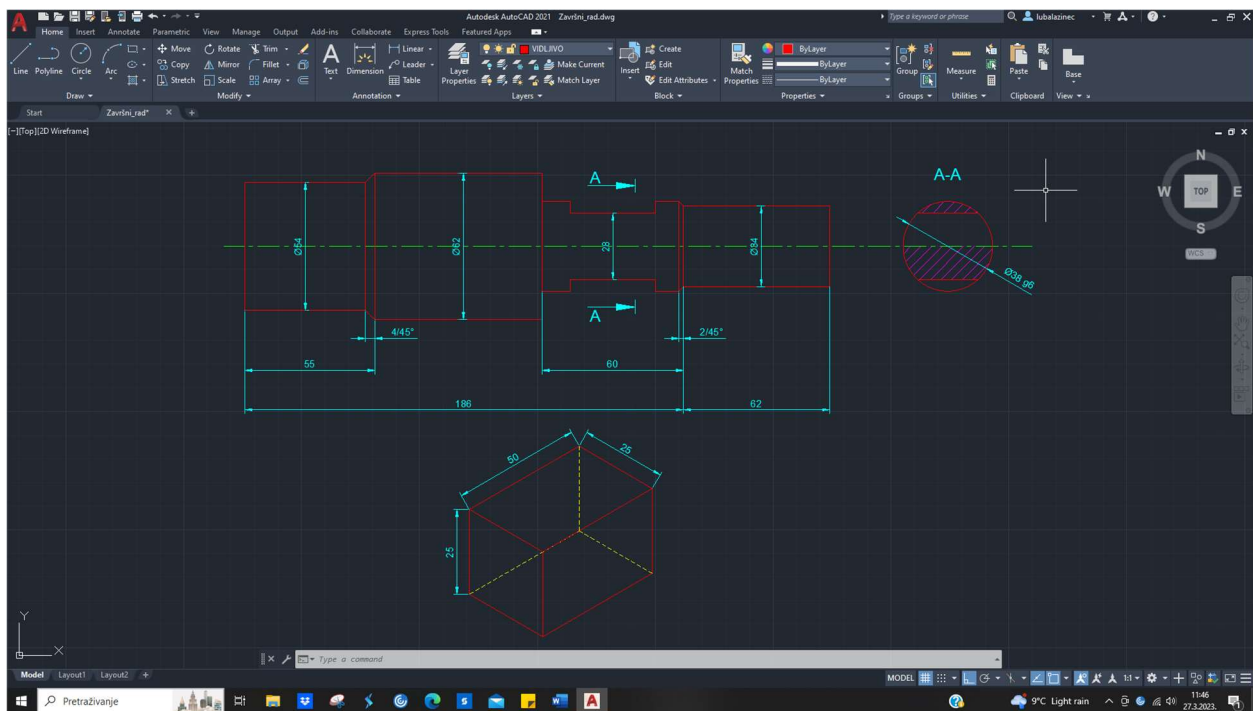 Autodesk AutoCAD 2021 Završni_rad.dwg
Type a keyword or phrase
lubalazinec
Home Insert Annotate Parametric View Manage Output Add-ins Collaborate Express Tools Featured Apps
Line Polyline Circle Arc
Move Rotate Trim
Copy Mirror Fillet
Stretch Scale Array
Text Dimension
Linear
Leader
Table
Layer Properties
VIDLJIVO
Make Current
Match Layer
Insert
Create
Edit
Edit Attributes
Match Properties
ByLayer
ByLayer
ByLayer
Group
Measure
Paste
Base
Draw Modify Annotation Layers Block Properties Groups Utilities Clipboard View
Start Završni_rad*
[−][Top][2D Wireframe]
N
W TOP E
S
WCS
A
A-A
Ø54
Ø62
28
Ø34
Ø38 g6
A
4/45°
2/45°
55
60
186
62
50
25
25
Y
X
Type a command
Model Layout1 Layout2
MODEL
1:1
Pretraživanje
9°C Light rain
11:46
27.3.2023.